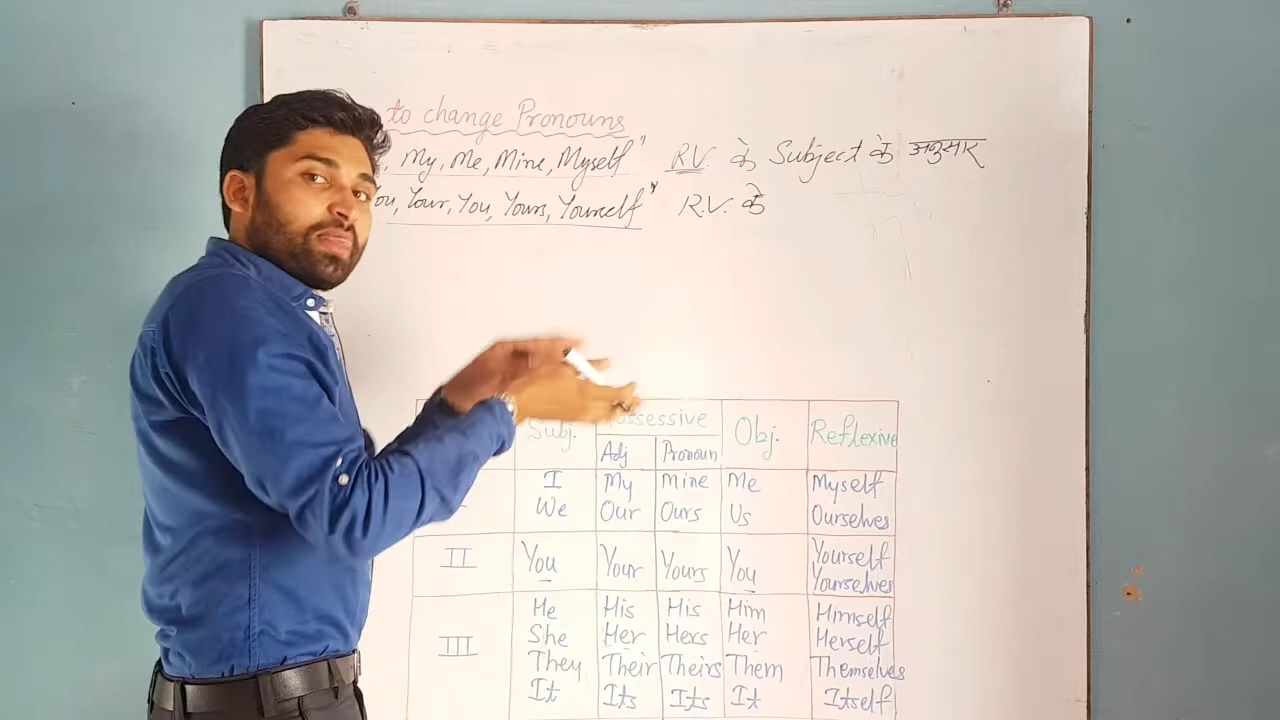 to change Pronouns
My, Me, Mine, Myself" R.V. के Subject के अनुसार
You, Your, You, Yours, Yourself" R.V. के
Subj. Possessive Obj. Reflexive
Adj Pronoun
I My Mine Me Myself
We Our Ours Us Ourselves
II You Your Yours You Yourself
Yourselves
III He His His Him Himself
She Her Hers Her Herself
They Their Theirs Them Themselves
It Its Its It Itself